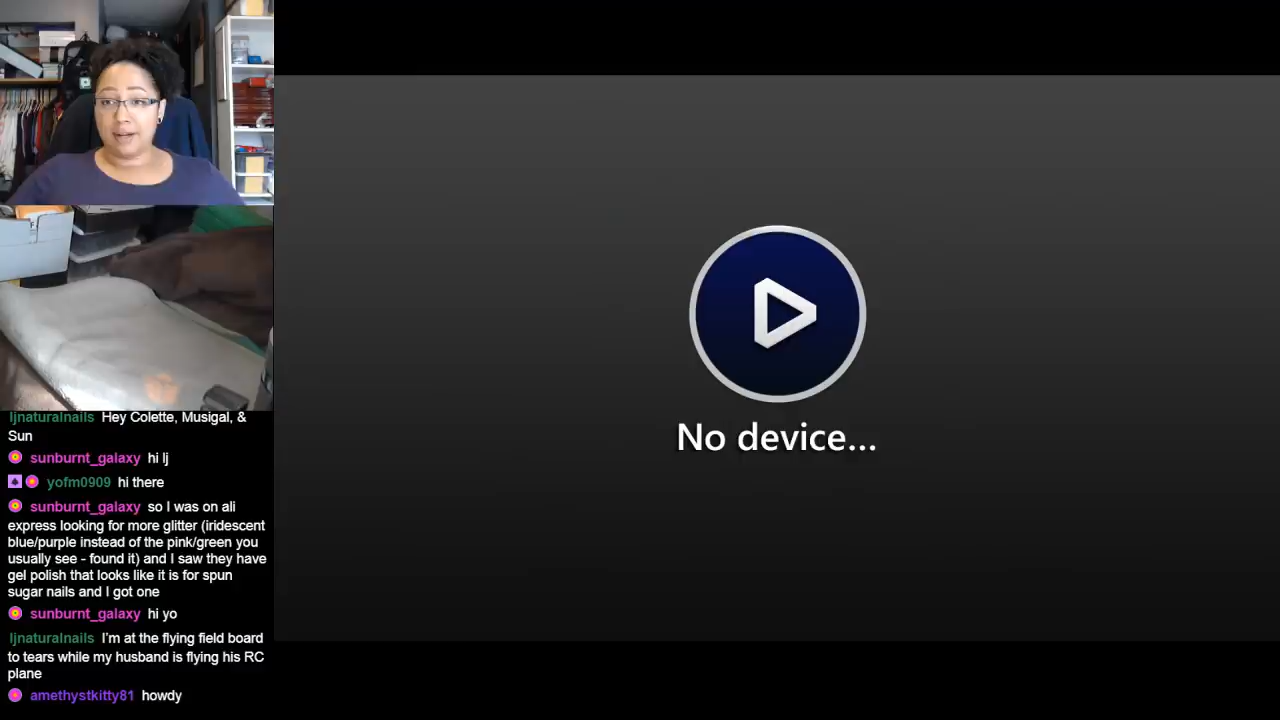 ljnaturalnails Hey Colette, Musigal, &
Sun
sunburnt_galaxy hi lj
yofm0909 hi there
sunburnt_galaxy so I was on ali
express looking for more glitter (iridescent
blue/purple instead of the pink/green you
usually see - found it) and I saw they have
gel polish that looks like it is for spun
sugar nails and I got one
sunburnt_galaxy hi yo
ljnaturalnails I'm at the flying field board
to tears while my husband is flying his RC
plane
amethystkitty81 howdy
No device...